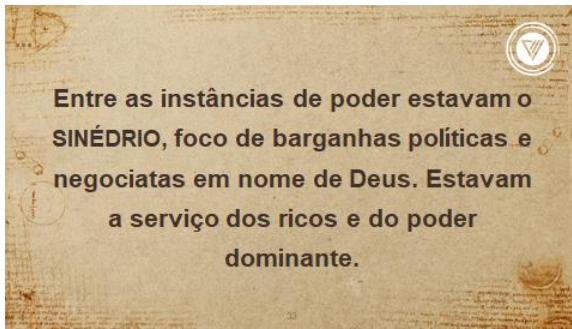 Entre as instâncias de poder estavam o
SINÉDRIO, foco de barganhas políticas e
negociatas em nome de Deus. Estavam
a serviço dos ricos e do poder
dominante.
33